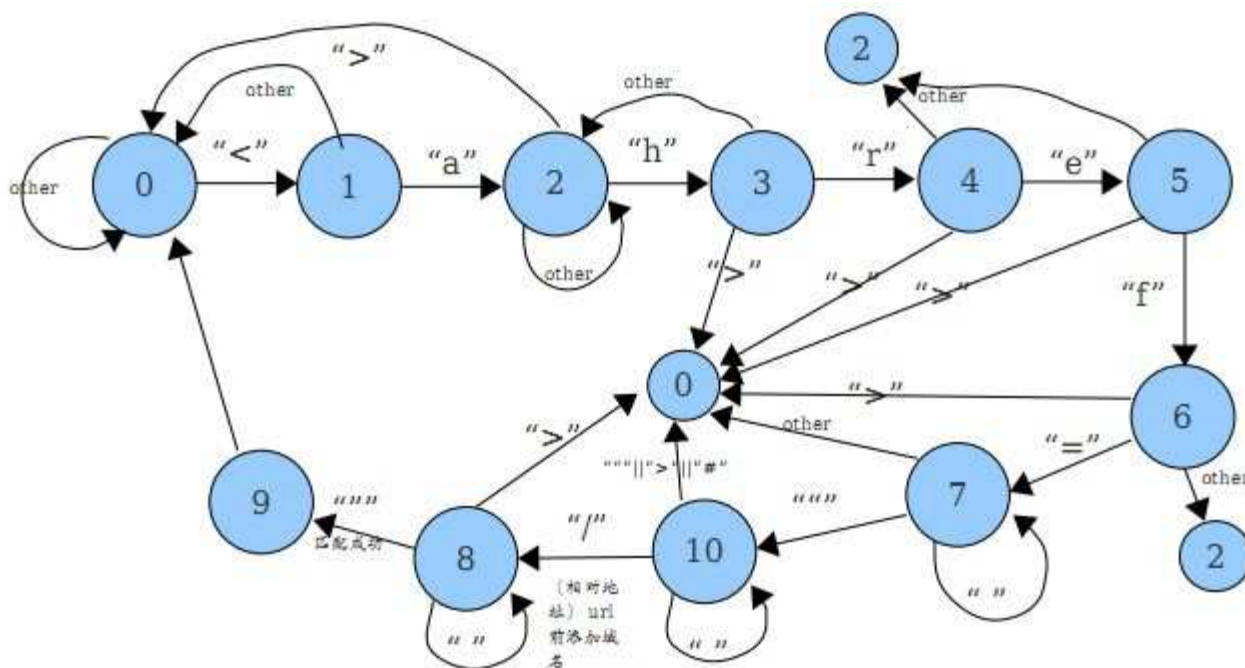 2
“>”
other
other
other
“<”
“a”
“h”
“r”
“e”
other
0
1
2
3
4
5
other
“>”
“>”
“>”
“f”
0
“>”
6
“>”
other
“=”
other
"""||">"||"#"
9
“””
匹配成功
8
“/”
10
““”
7
2
(相对地
址) url
前添加域
名
“ ”
“ ”
“ ”